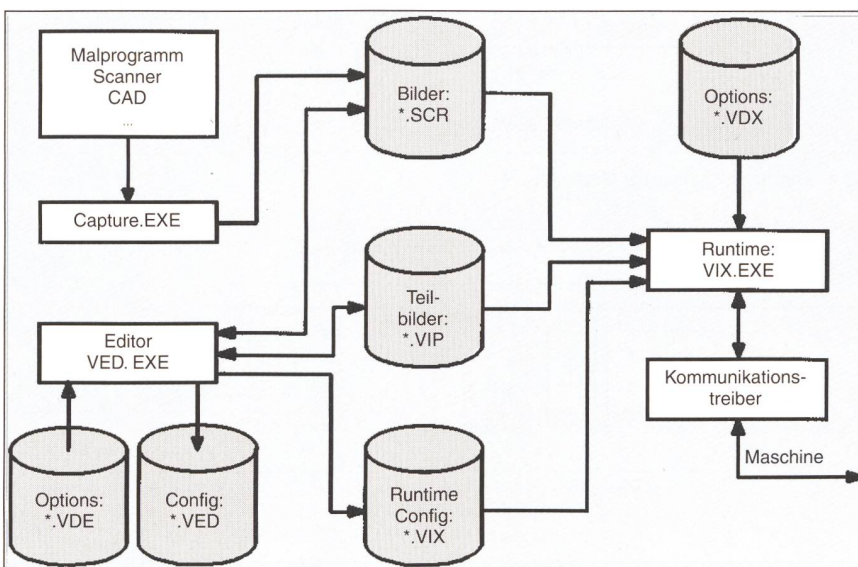 Malprogramm
Scanner
CAD
...
Capture.EXE
Bilder:
*.SCR
Options:
*.VDX
Runtime:
VIX.EXE
Teil-
bilder:
*.VIP
Editor
VED. EXE
Kommunikations-
treiber
Maschine
Options:
*.VDE
Config:
*.VED
Runtime
Config:
*.VIX